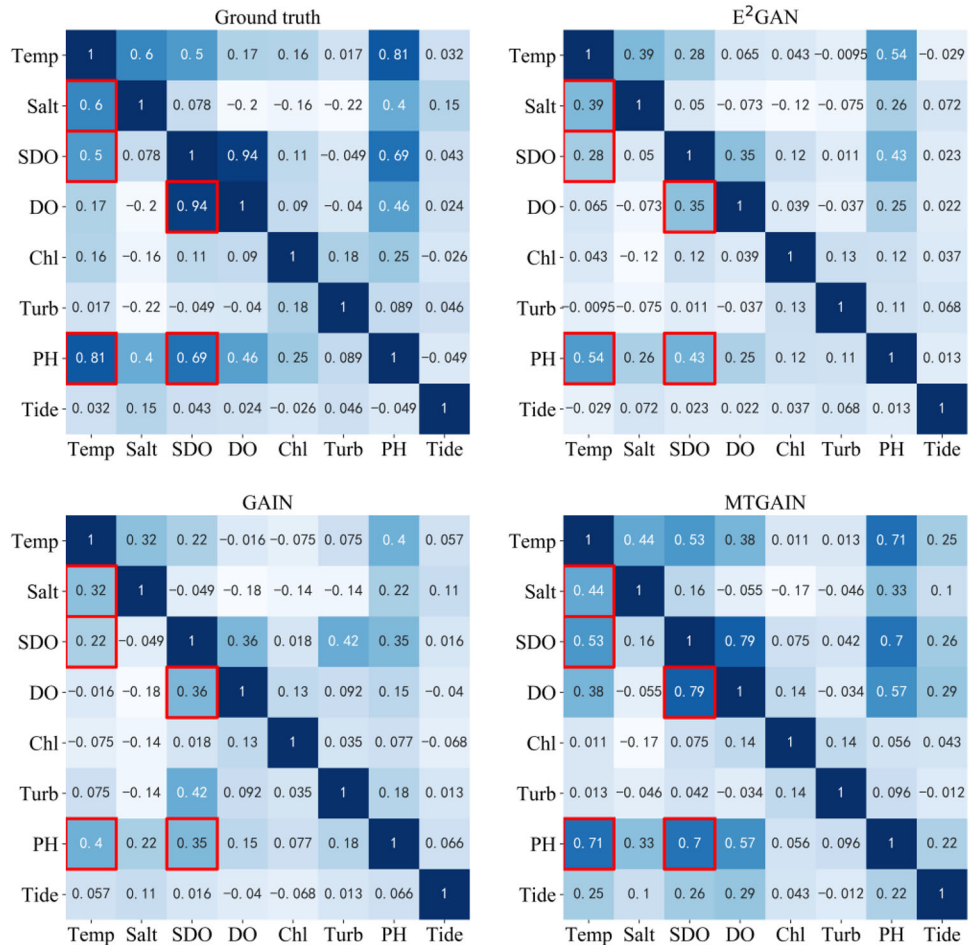 Ground truth
Temp 1 0.6 0.5 0.17 0.16 0.017 0.81 0.032
Salt 0.6 1 0.078 -0.2 -0.16 -0.22 0.4 0.15
SDO 0.5 0.078 1 0.94 0.11 -0.049 0.69 0.043
DO 0.17 -0.2 0.94 1 0.09 -0.04 0.46 0.024
Chl 0.16 -0.16 0.11 0.09 1 0.18 0.25 -0.026
Turb 0.017 -0.22 -0.049 -0.04 0.18 1 0.089 0.046
PH 0.81 0.4 0.69 0.46 0.25 0.089 1 -0.049
Tide 0.032 0.15 0.043 0.024 -0.026 0.046 -0.049 1
Temp Salt SDO DO Chl Turb PH Tide
E²GAN
Temp 1 0.39 0.28 0.065 0.043 -0.0095 0.54 -0.029
Salt 0.39 1 0.05 -0.073 -0.12 -0.075 0.26 0.072
SDO 0.28 0.05 1 0.35 0.12 0.011 0.43 0.023
DO 0.065 -0.073 0.35 1 0.039 -0.037 0.25 0.022
Chl 0.043 -0.12 0.12 0.039 1 0.13 0.12 0.037
Turb -0.0095 -0.075 0.011 -0.037 0.13 1 0.11 0.068
PH 0.54 0.26 0.43 0.25 0.12 0.11 1 0.013
Tide -0.029 0.072 0.023 0.022 0.037 0.068 0.013 1
Temp Salt SDO DO Chl Turb PH Tide
GAIN
Temp 1 0.32 0.22 -0.016 -0.075 0.075 0.4 0.057
Salt 0.32 1 -0.049 -0.18 -0.14 -0.14 0.22 0.11
SDO 0.22 -0.049 1 0.36 0.018 0.42 0.35 0.016
DO -0.016 -0.18 0.36 1 0.13 0.092 0.15 -0.04
Chl -0.075 -0.14 0.018 0.13 1 0.035 0.077 -0.068
Turb 0.075 -0.14 0.42 0.092 0.035 1 0.18 0.013
PH 0.4 0.22 0.35 0.15 0.077 0.18 1 0.066
Tide 0.057 0.11 0.016 -0.04 -0.068 0.013 0.066 1
Temp Salt SDO DO Chl Turb PH Tide
MTGAIN
Temp 1 0.44 0.53 0.38 0.011 0.013 0.71 0.25
Salt 0.44 1 0.16 -0.055 -0.17 -0.046 0.33 0.1
SDO 0.53 0.16 1 0.79 0.075 0.042 0.7 0.26
DO 0.38 -0.055 0.79 1 0.14 -0.034 0.57 0.29
Chl 0.011 -0.17 0.075 0.14 1 0.14 0.056 0.043
Turb 0.013 -0.046 0.042 -0.034 0.14 1 0.096 -0.012
PH 0.71 0.33 0.7 0.57 0.056 0.096 1 0.22
Tide 0.25 0.1 0.26 0.29 0.043 -0.012 0.22 1
Temp Salt SDO DO Chl Turb PH Tide